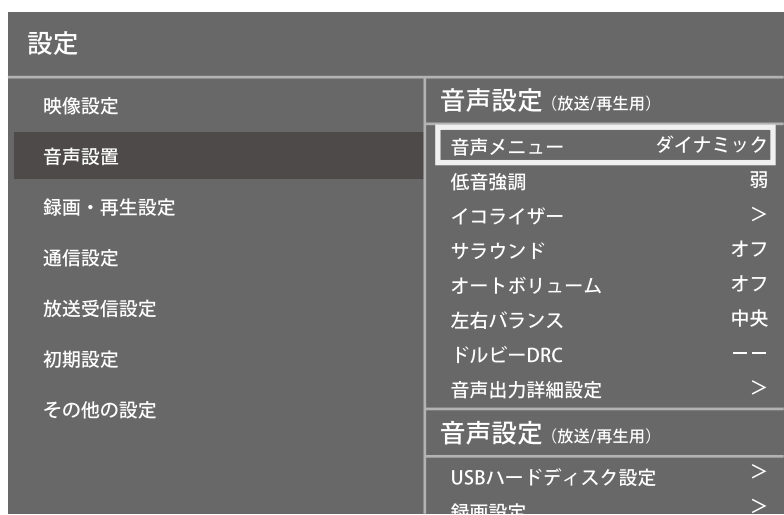 設定
映像設定
音声設置
録画・再生設定
通信設定
放送受信設定
初期設定
その他の設定
音声設定（放送/再生用）
音声メニュー ダイナミック
低音強調 弱
イコライザー >
サラウンド オフ
オートボリューム オフ
左右バランス 中央
ドルビーDRC ーー
音声出力詳細設定 >
音声設定（放送/再生用）
USBハードディスク設定 >
録画設定 >